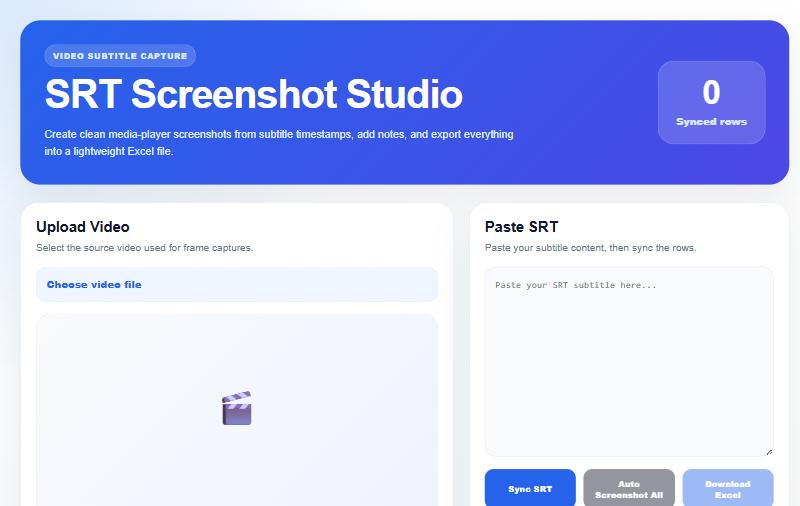 VIDEO SUBTITLE CAPTURE
SRT Screenshot Studio
Create clean media-player screenshots from subtitle timestamps, add notes, and export everything
into a lightweight Excel file.
0
Synced rows
Upload Video
Select the source video used for frame captures.
Choose video file
Paste SRT
Paste your subtitle content, then sync the rows.
Paste your SRT subtitle here...
Sync SRT
Auto
Screenshot All
Download
Excel